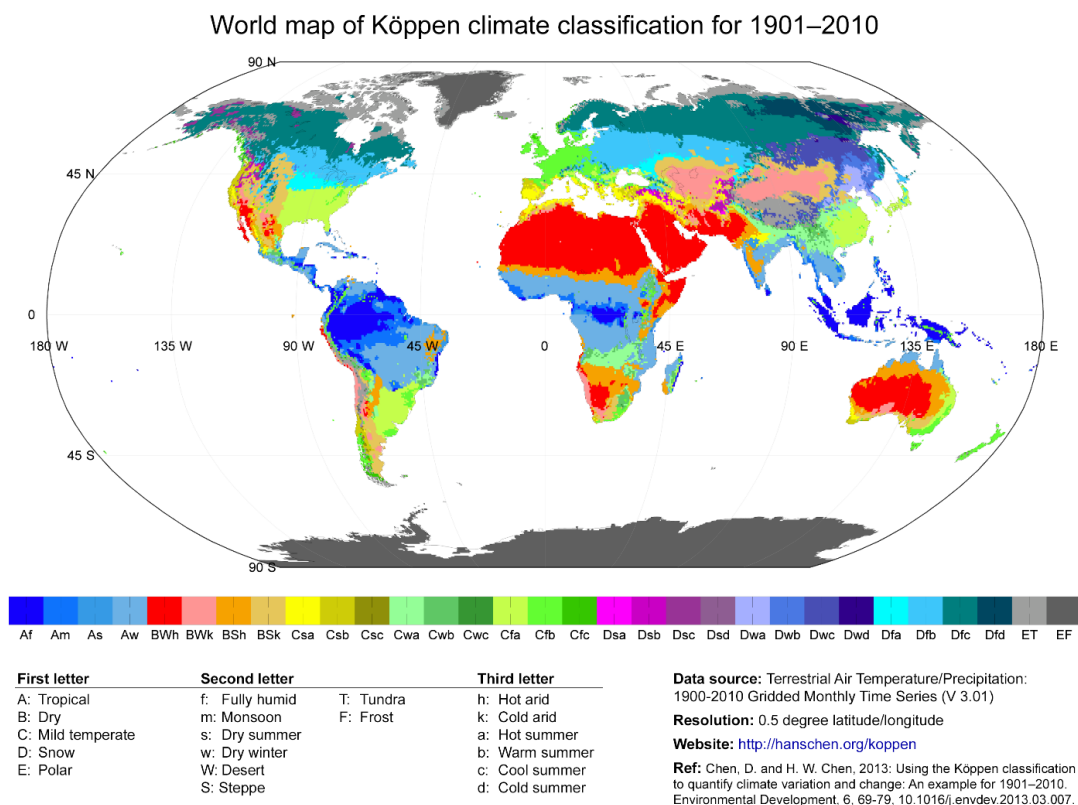 World map of Köppen climate classification for 1901–2010
90 N
45 N
0
180 W 135 W 90 W 45 W 0 45 E 90 E 135 E 180 E
45 S
90 S
Af Am As Aw BWh BWk BSh BSk Csa Csb Csc Cwa Cwb Cwc Cfa Cfb Cfc Dsa Dsb Dsc Dsd Dwa Dwb Dwc Dwd Dfa Dfb Dfc Dfd ET EF
First letter
A: Tropical
B: Dry
C: Mild temperate
D: Snow
E: Polar
Second letter
f: Fully humid
m: Monsoon
s: Dry summer
w: Dry winter
W: Desert
S: Steppe
T: Tundra
F: Frost
Third letter
h: Hot arid
k: Cold arid
a: Hot summer
b: Warm summer
c: Cool summer
d: Cold summer
Data source: Terrestrial Air Temperature/Precipitation:
1900-2010 Gridded Monthly Time Series (V 3.01)
Resolution: 0.5 degree latitude/longitude
Website: http://hanschen.org/koppen
Ref: Chen, D. and H. W. Chen, 2013: Using the Köppen classification
to quantify climate variation and change: An example for 1901–2010.
Environmental Development, 6, 69-79, 10.1016/j.envdev.2013.03.007.